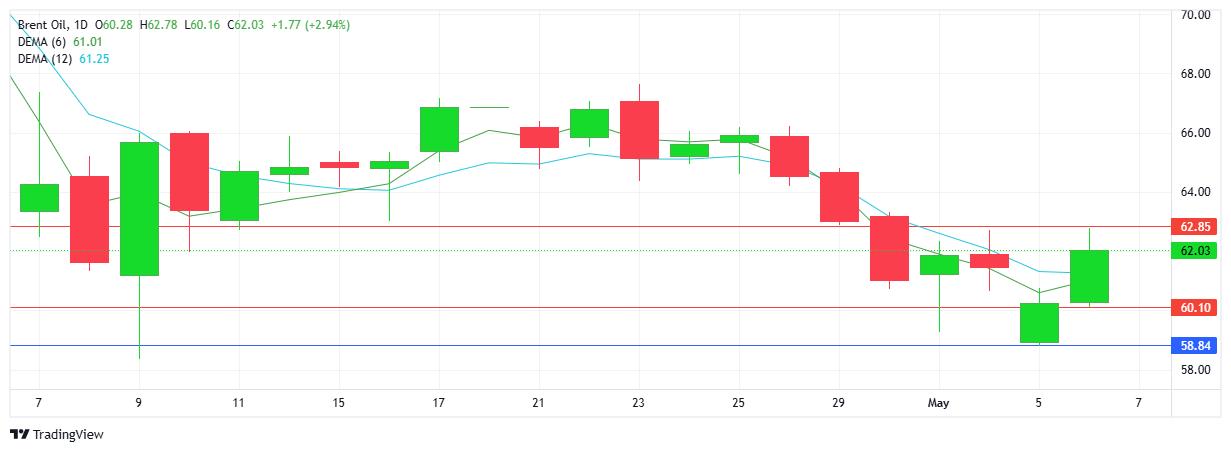 Brent Oil, 1D O60.28 H62.78 L60.16 C62.03 +1.77 (+2.94%)
DEMA (6) 61.01
DEMA (12) 61.25
70.00
68.00
66.00
64.00
62.85
62.03
60.10
58.84
58.00
7 9 11 13 15 17 21 23 25 29 May 5 7
TradingView